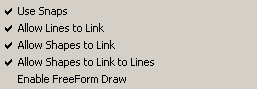 Use Snaps
Allow Lines to Link
Allow Shapes to Link
Allow Shapes to Link to Lines
Enable FreeForm Draw